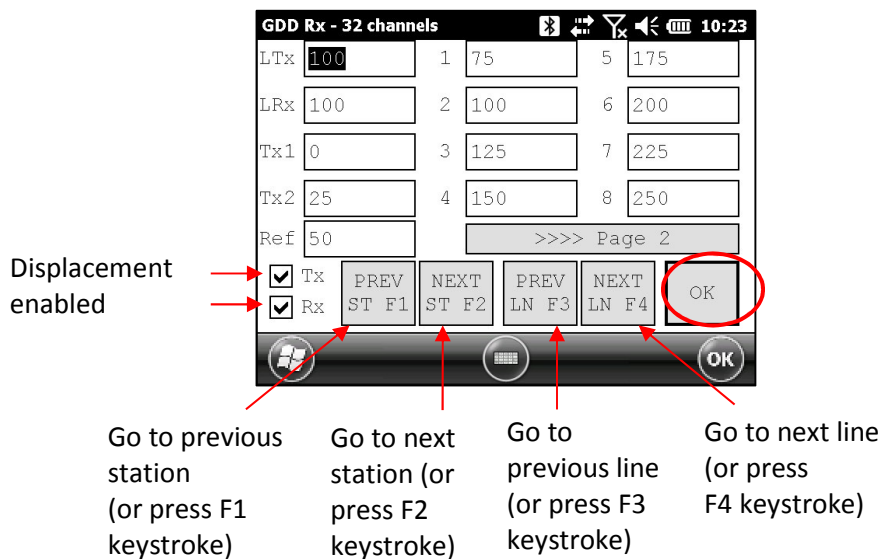 GDD Rx - 32 channels 10:23
LTx 100 1 75 5 175
LRx 100 2 100 6 200
Tx1 0 3 125 7 225
Tx2 25 4 150 8 250
Ref 50 >>>> Page 2
Displacement
enabled
Tx
Rx
PREV
ST F1
NEXT
ST F2
PREV
LN F3
NEXT
LN F4
OK
OK
Go to previous
station
(or press F1
keystroke)
Go to next
station (or
press F2
keystroke)
Go to
previous line
(or press F3
keystroke)
Go to next line
(or press
F4 keystroke)